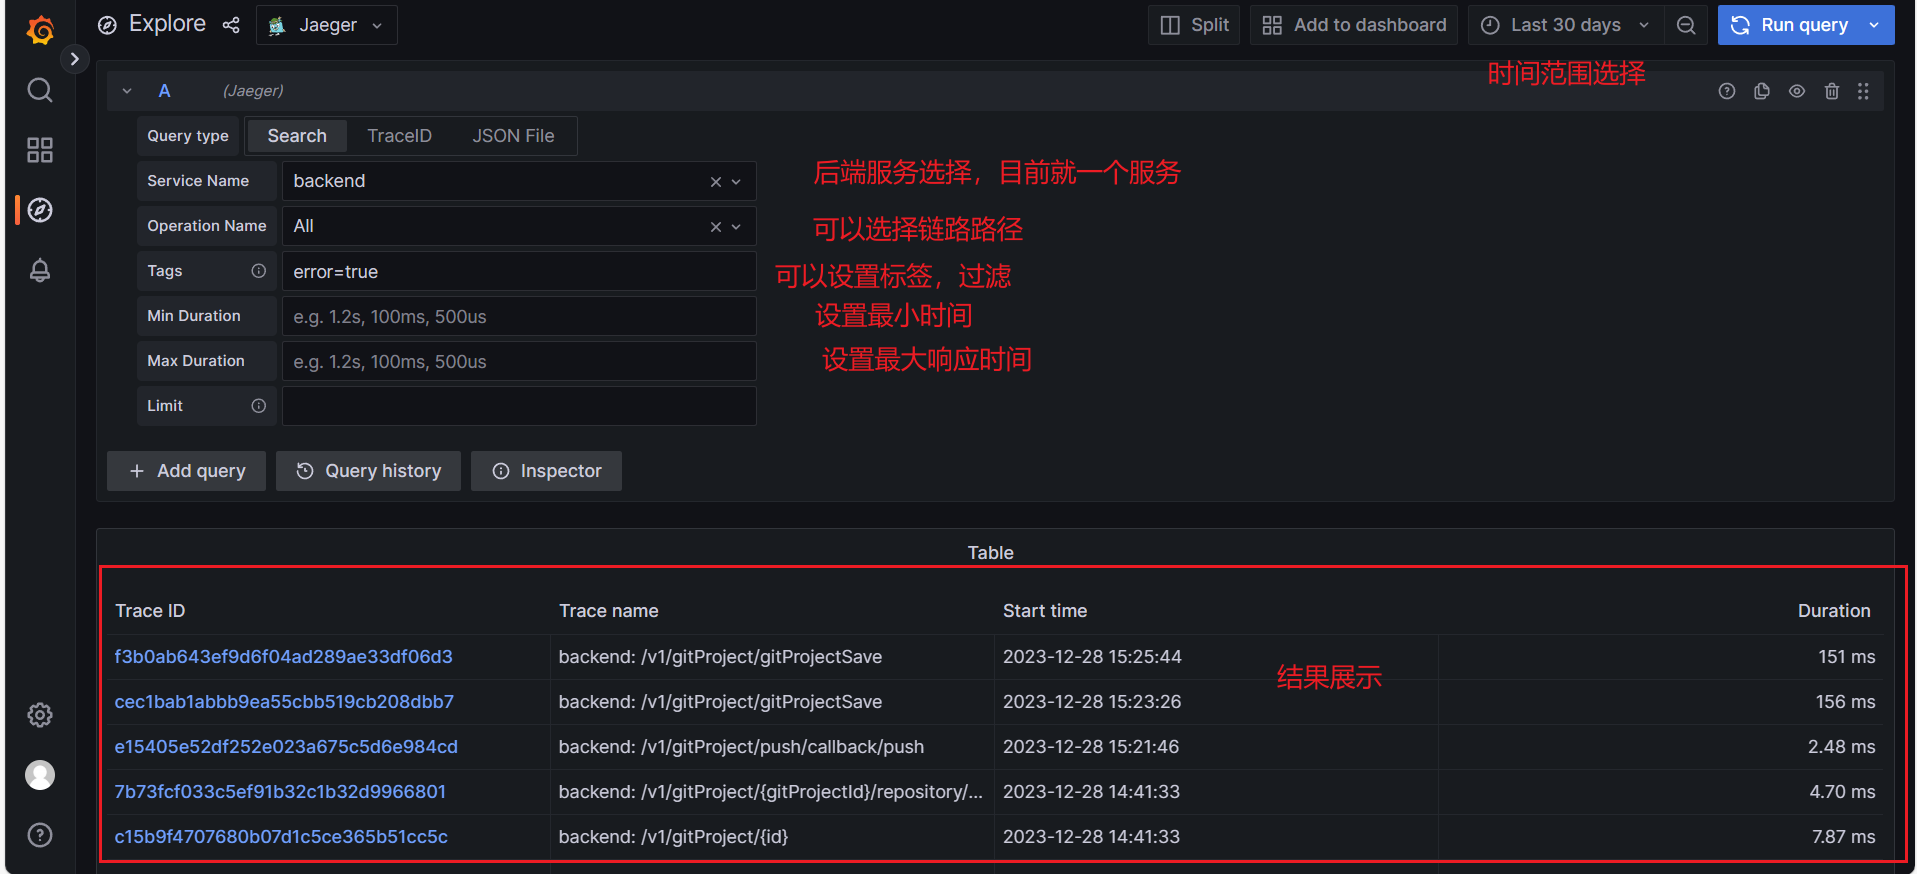 Explore
Jaeger
Split
Add to dashboard
Last 30 days
Run query
时间范围选择
A
(Jaeger)
Query type
Search
TraceID
JSON File
Service Name
backend
后端服务选择，目前就一个服务
Operation Name
All
可以选择链路路径
Tags
error=true
可以设置标签，过滤
Min Duration
e.g. 1.2s, 100ms, 500us
设置最小时间
Max Duration
e.g. 1.2s, 100ms, 500us
设置最大响应时间
Limit
Add query
Query history
Inspector
Table
Trace ID
Trace name
Start time
Duration
f3b0ab643ef9d6f04ad289ae33df06d3
backend: /v1/gitProject/gitProjectSave
2023-12-28 15:25:44
151 ms
结果展示
cec1bab1abbb9ea55cbb519cb208dbb7
backend: /v1/gitProject/gitProjectSave
2023-12-28 15:23:26
156 ms
e15405e52df252e023a675c5d6e984cd
backend: /v1/gitProject/push/callback/push
2023-12-28 15:21:46
2.48 ms
7b73fcf033c5ef91b32c1b32d9966801
backend: /v1/gitProject/{gitProjectId}/repository/...
2023-12-28 14:41:33
4.70 ms
c15b9f4707680b07d1c5ce365b51cc5c
backend: /v1/gitProject/{id}
2023-12-28 14:41:33
7.87 ms